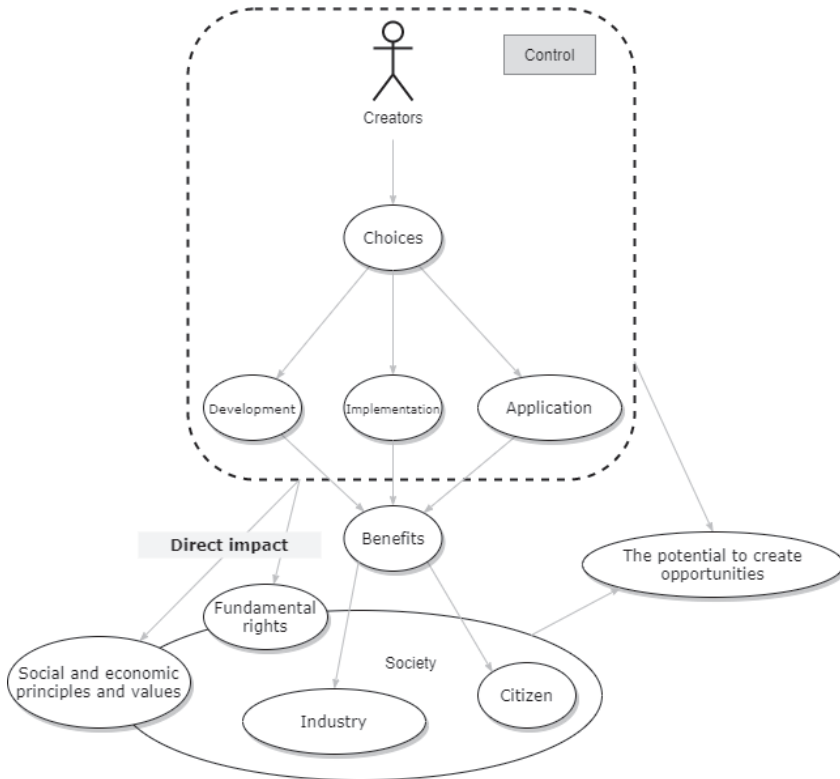 Control
Creators
Choices
Development
Implementation
Application
Direct impact
Benefits
The potential to create
opportunities
Fundamental
rights
Social and economic
principles and values
Society
Citizen
Industry